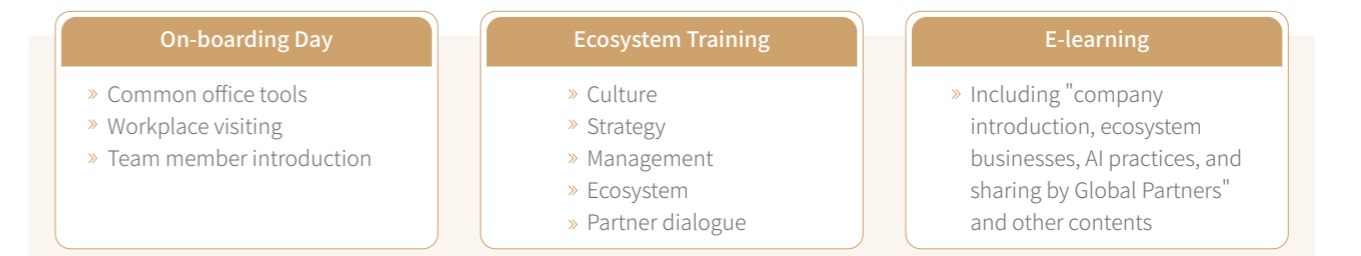 On-boarding Day
» Common office tools
» Workplace visiting
» Team member introduction
Ecosystem Training
» Culture
» Strategy
» Management
» Ecosystem
» Partner dialogue
E-learning
» Including "company
introduction, ecosystem
businesses, AI practices, and
sharing by Global Partners"
and other contents